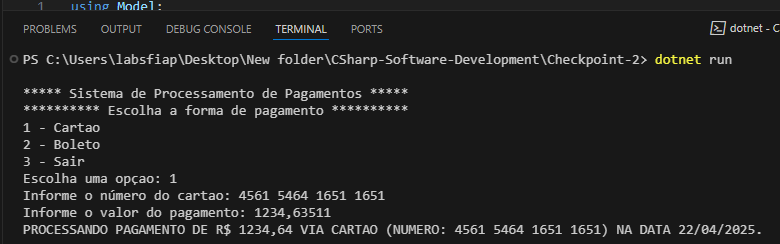 1 using Model;
PROBLEMS OUTPUT DEBUG CONSOLE TERMINAL PORTS dotnet - C
PS C:\Users\labsfiap\Desktop\New folder\CSharp-Software-Development\Checkpoint-2> dotnet run
***** Sistema de Processamento de Pagamentos *****
********** Escolha a forma de pagamento **********
1 - Cartao
2 - Boleto
3 - Sair
Escolha uma opçao: 1
Informe o número do cartao: 4561 5464 1651 1651
Informe o valor do pagamento: 1234,63511
PROCESSANDO PAGAMENTO DE R$ 1234,64 VIA CARTAO (NUMERO: 4561 5464 1651 1651) NA DATA 22/04/2025.